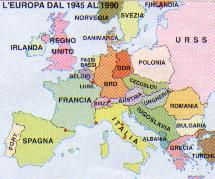 L'EUROPA DAL 1945 AL 1990
FINLANDIA
NORVEGIA
SVEZIA
DANIMARCA
IRLANDA
REGNO
UNITO
U R S S
PAESI
BASSI
BELGIO
LUSS.
DDR
BRD
POLONIA
CECOSLOV.
FRANCIA
SVIZZ.
AUSTRIA
UNGHERIA
ROMANIA
JUGOSLAVIA
BULGARIA
ITALIA
ALBANIA
GRECIA
TURCHIA
PORT.
SPAGNA